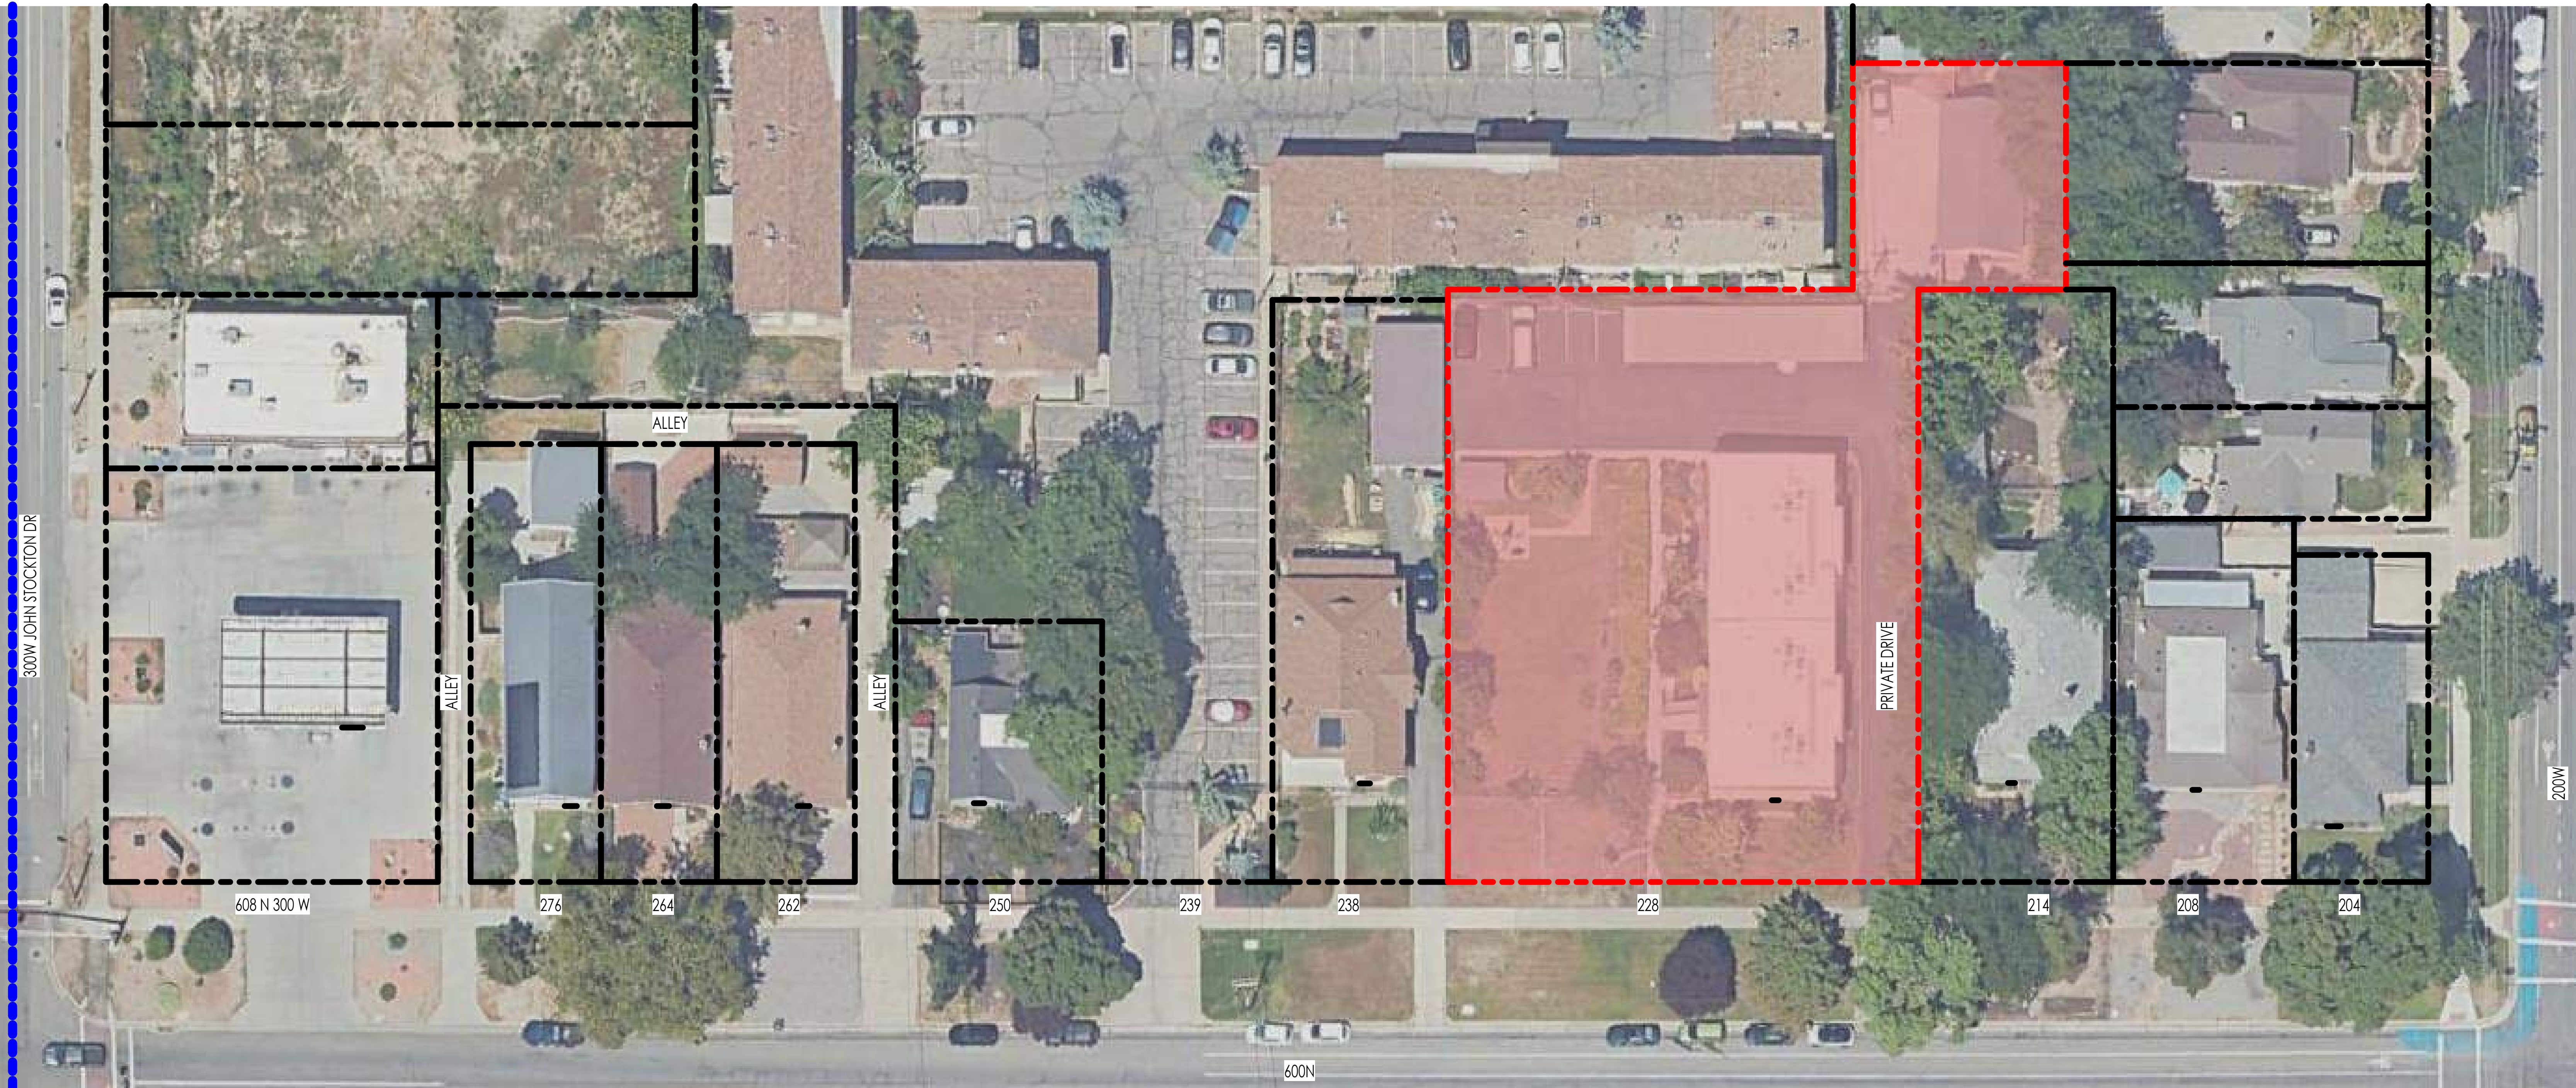 300W JOHN STOCKTON DR
ALLEY
ALLEY
ALLEY
PRIVATE DRIVE
200W
608 N 300 W
276
264
262
250
239
238
228
214
208
204
600N